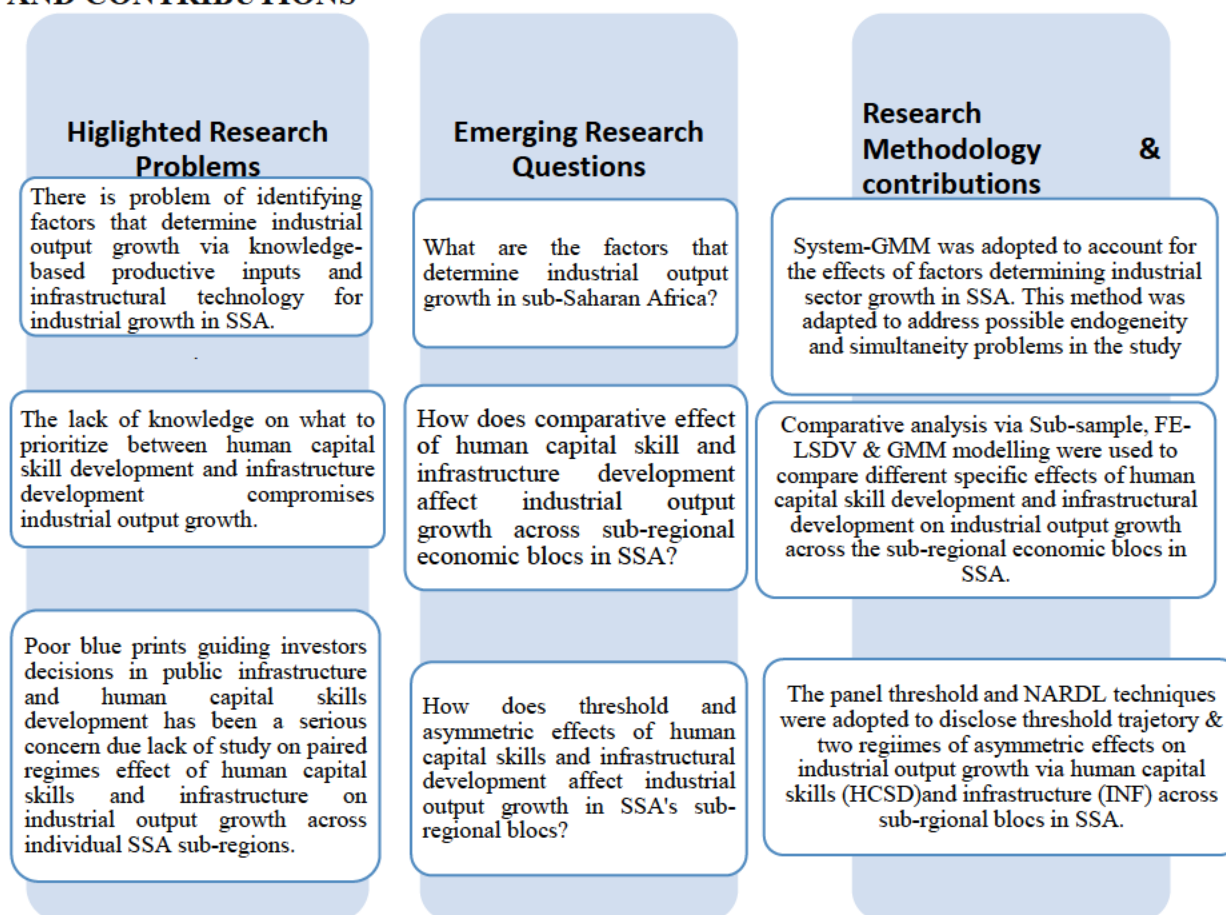 AND CONTRIBUTIONS
Higlighted Research
Problems
There is problem of identifying
factors that determine industrial
output growth via knowledge-
based productive inputs and
infrastructural technology for
industrial growth in SSA.
.
The lack of knowledge on what to
prioritize between human capital
skill development and infrastructure
development compromises
industrial output growth.
Poor blue prints guiding investors
decisions in public infrastructure
and human capital skills
development has been a serious
concern due lack of study on paired
regimes effect of human capital
skills and infrastructure on
industrial output growth across
individual SSA sub-regions.
Emerging Research
Questions
What are the factors that
determine industrial output
growth in sub-Saharan Africa?
How does comparative effect
of human capital skill and
infrastructure development
affect industrial output
growth across sub-regional
economic blocs in SSA?
How does threshold and
asymmetric effects of human
capital skills and infrastructural
development affect industrial
output growth in SSA's sub-
regional blocs?
Research
Methodology &
contributions
System-GMM was adopted to account for
the effects of factors determining industrial
sector growth in SSA. This method was
adapted to address possible endogeneity
and simultaneity problems in the study
Comparative analysis via Sub-sample, FE-
LSDV & GMM modelling were used to
compare different specific effects of human
capital skill development and infrastructural
development on industrial output growth
across the sub-regional economic blocs in
SSA.
The panel threshold and NARDL techniques
were adopted to disclose threshold trajetory &
two regiimes of asymmetric effects on
industrial output growth via human capital
skills (HCSD)and infrastructure (INF) across
sub-rgional blocs in SSA.